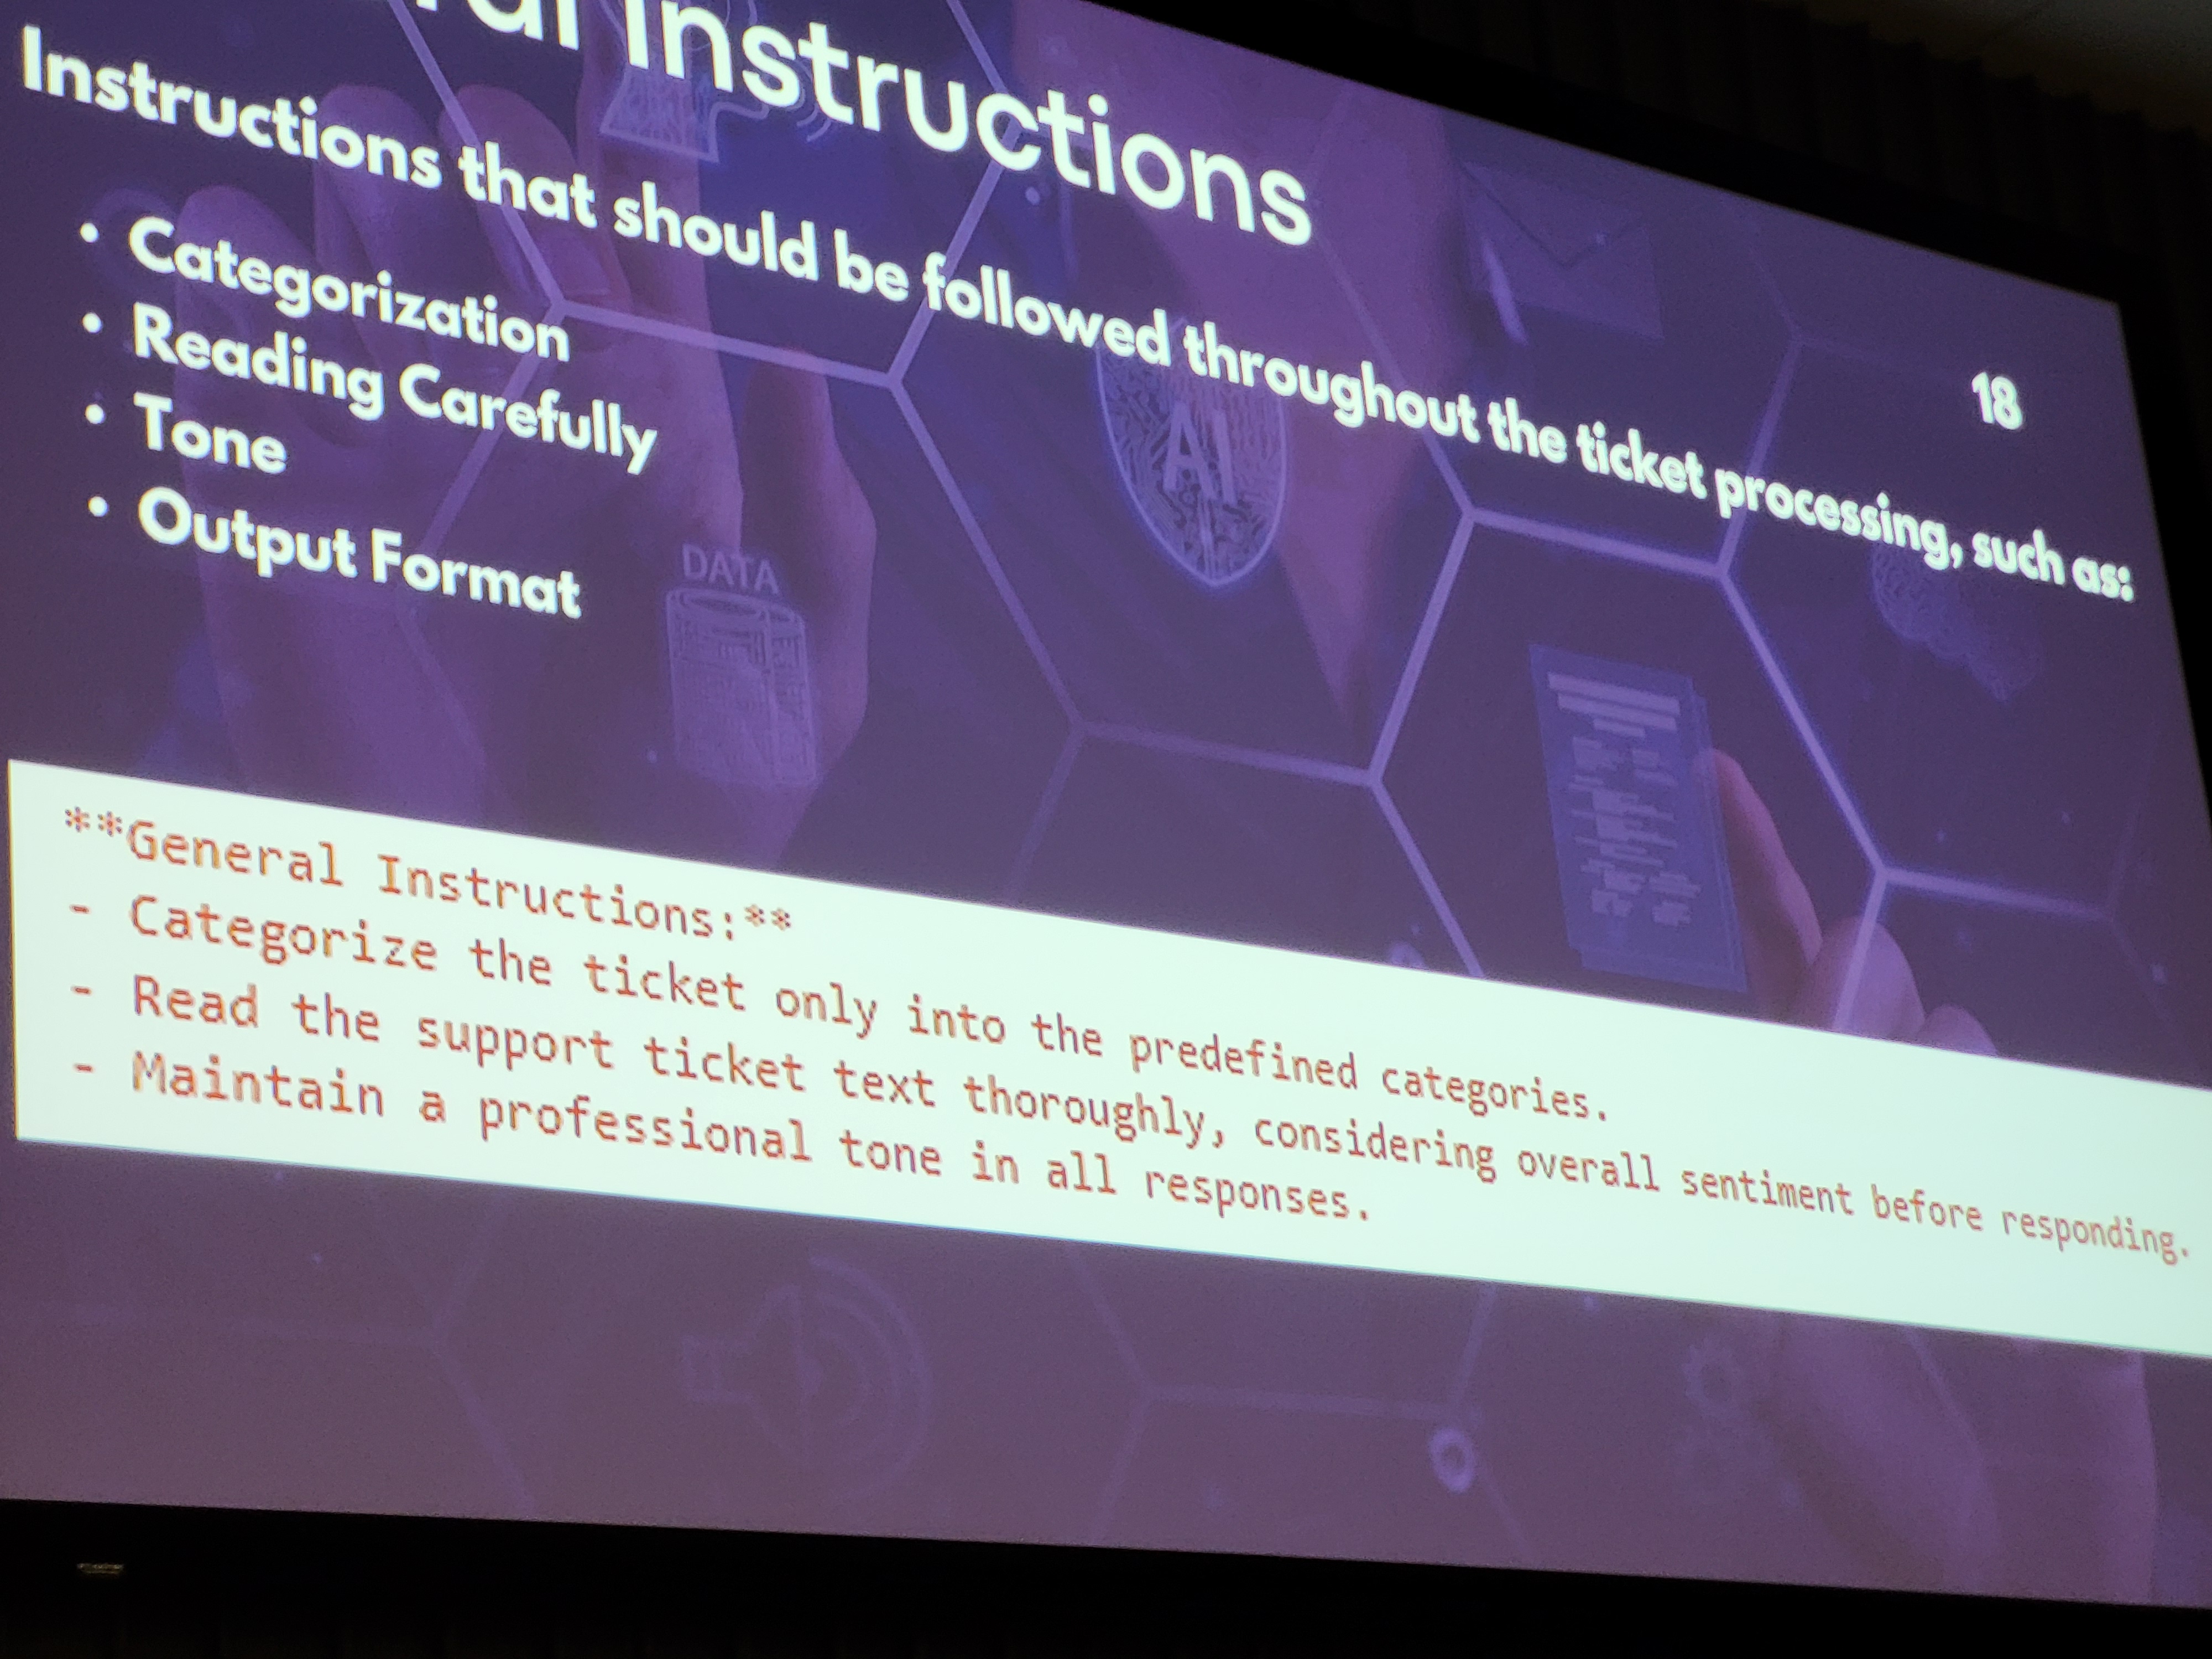 Instructions
Instructions that should be followed throughout the ticket processing, such as:
18
• Categorization
• Reading Carefully
• Tone
• Output Format
AI
DATA
**General Instructions:**
- Categorize the ticket only into the predefined categories.
- Read the support ticket text thoroughly, considering overall sentiment before responding.
- Maintain a professional tone in all responses.